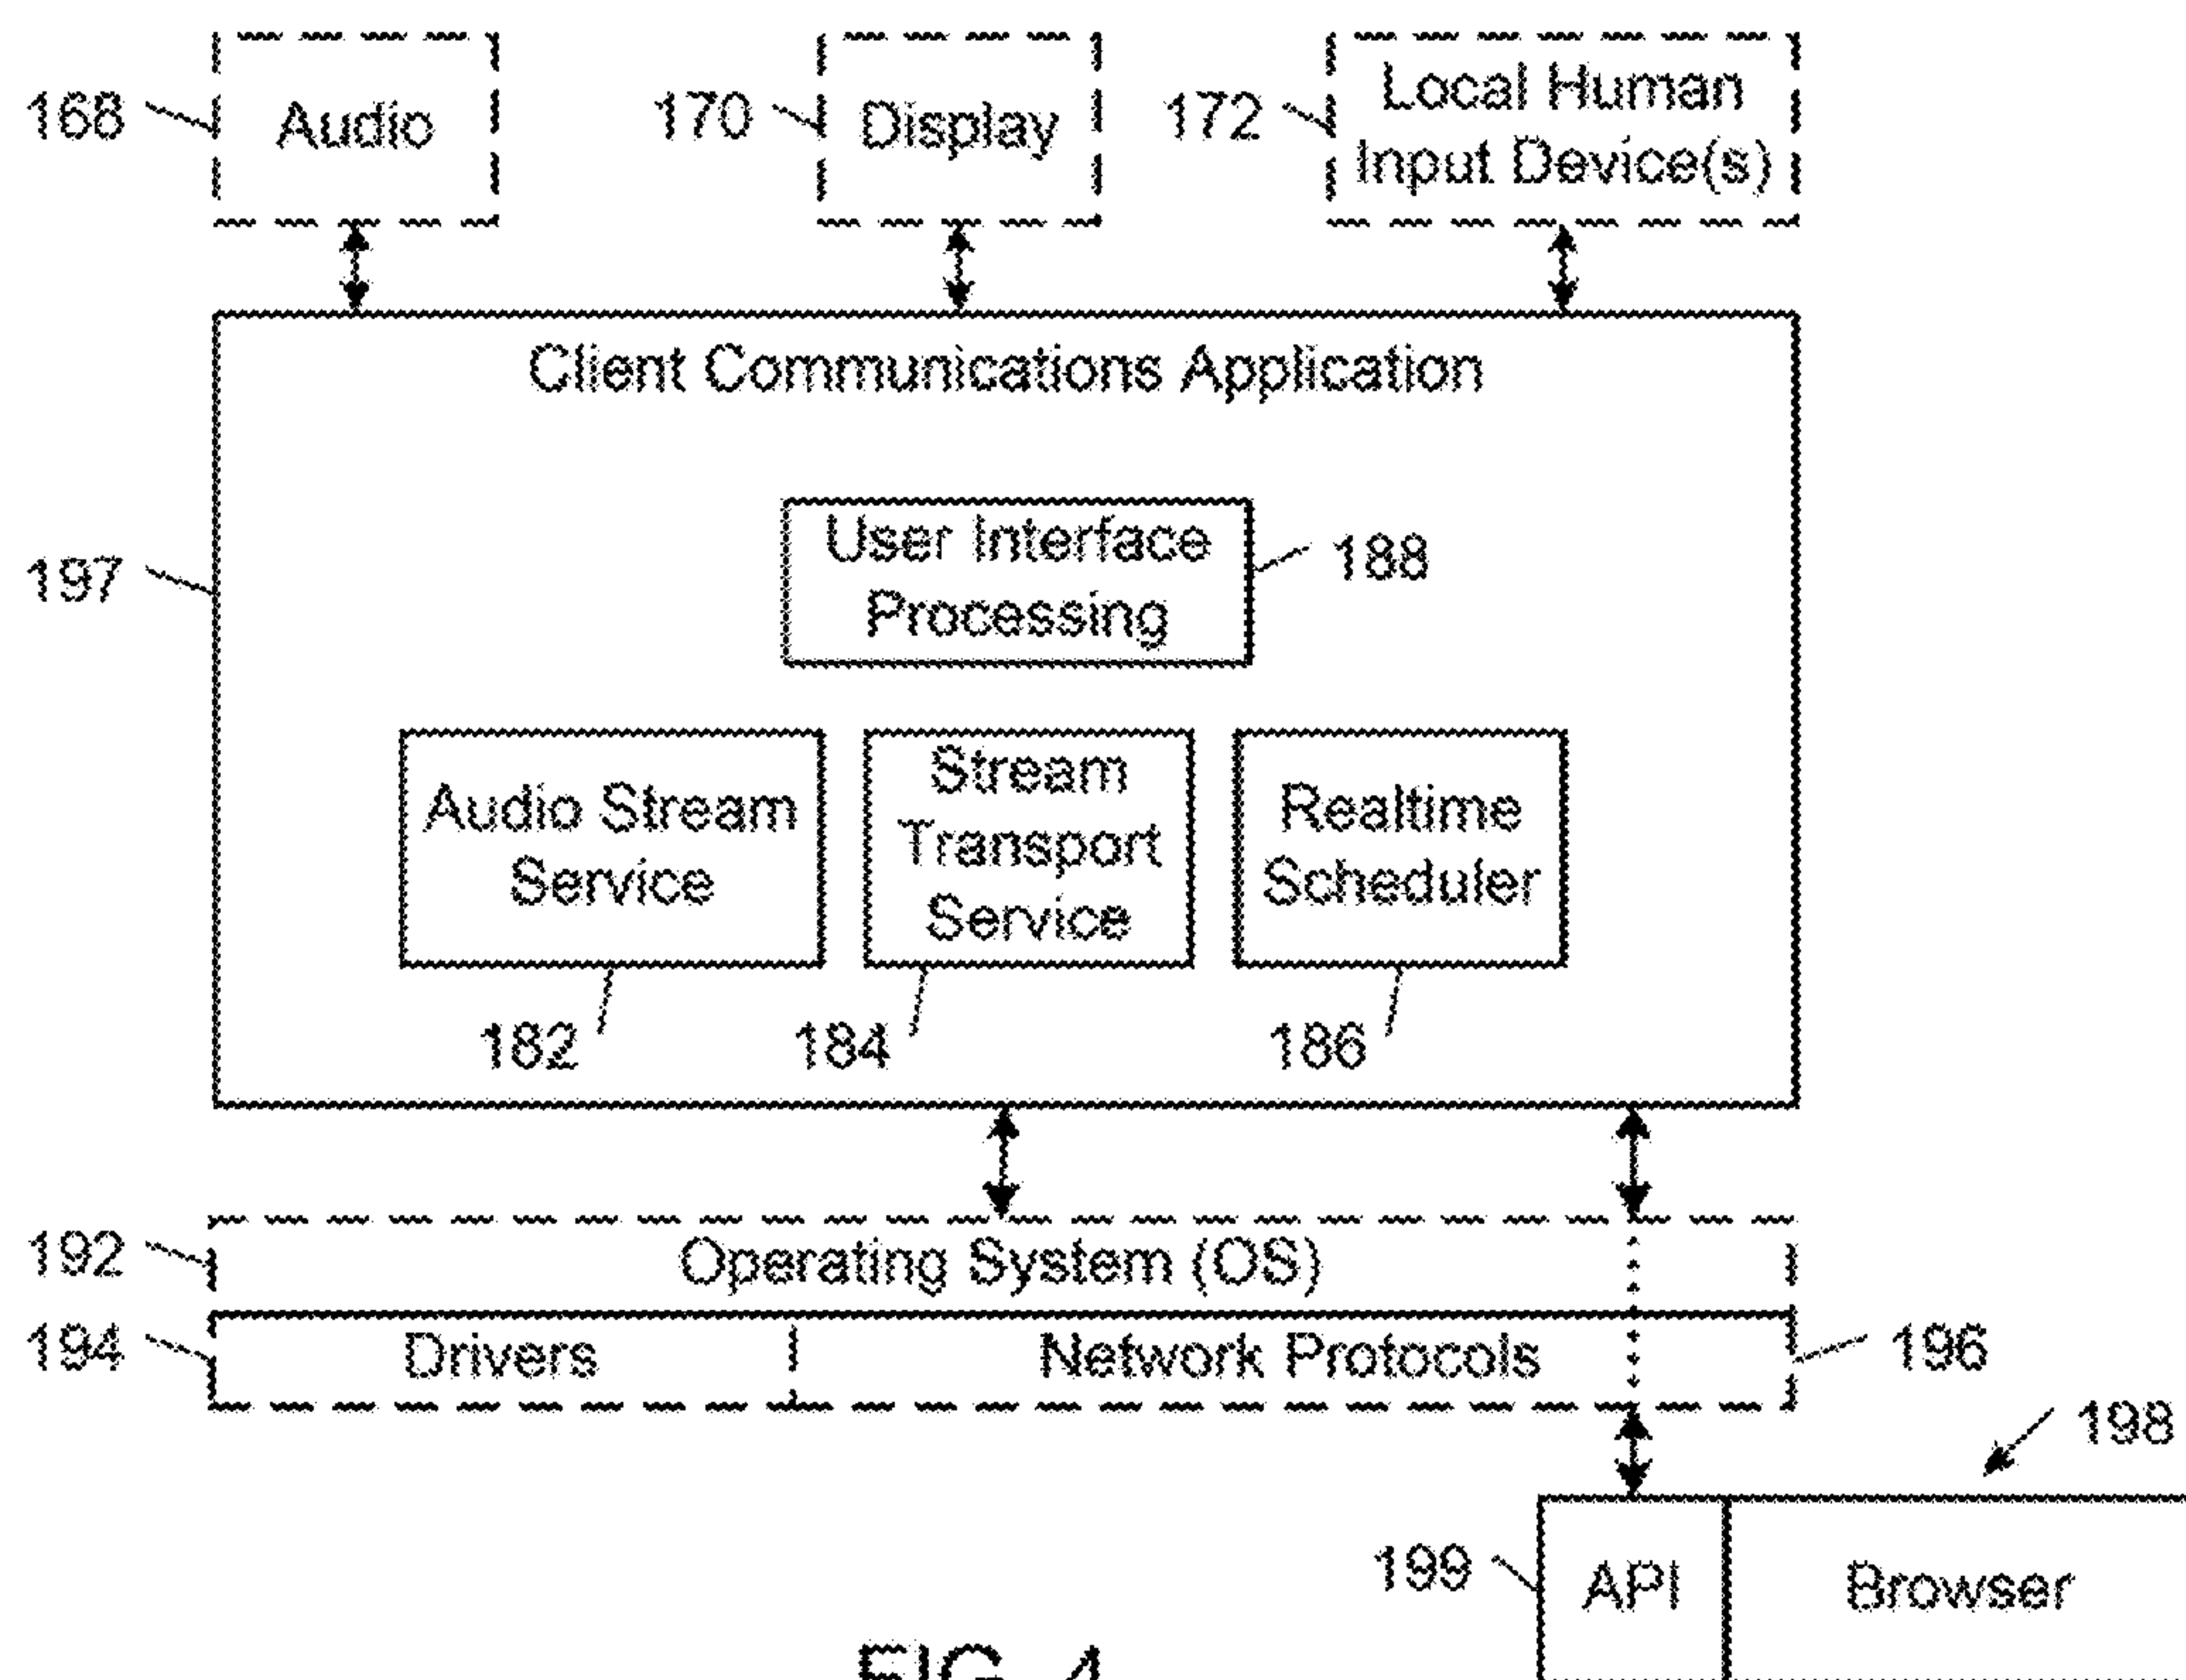 168 Audio 170 Display 172 Local Human
Input Device(s)
Client Communications Application
197
User Interface
Processing
188
Audio Stream
Service
Stream
Transport
Service
Realtime
Scheduler
182 184 186
192 Operating System (OS)
194 Drivers Network Protocols 196
198
199 API Browser
FIG. 4